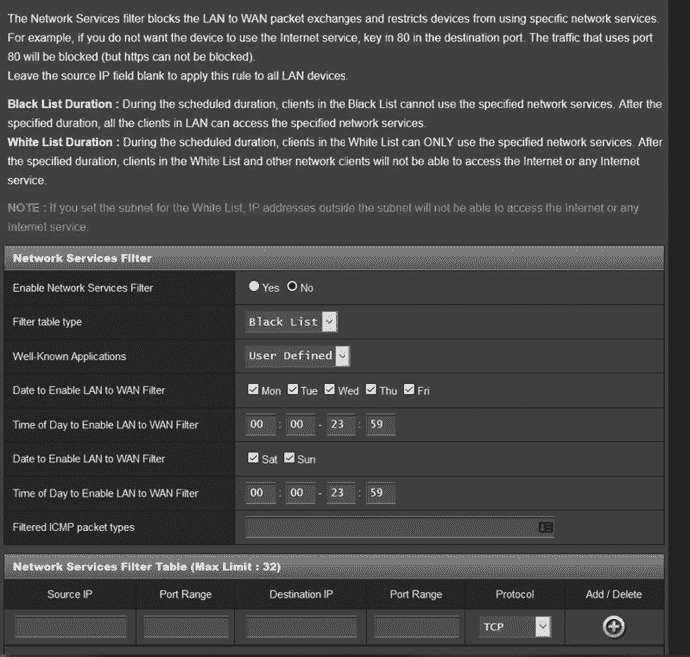 The Network Services filter blocks the LAN to WAN packet exchanges and restricts devices from using specific network services.
For example, if you do not want the device to use the Internet service, key in 80 in the destination port. The traffic that uses port
80 will be blocked (but https can not be blocked).
Leave the source IP field blank to apply this rule to all LAN devices.
Black List Duration : During the scheduled duration, clients in the Black List cannot use the specified network services. After the
specified duration, all the clients in LAN can access the specified network services.
White List Duration : During the scheduled duration, clients in the White List can ONLY use the specified network services. After
the specified duration, clients in the White List and other network clients will not be able to access the Internet or any Internet
service.
NOTE : If you set the subnet for the White List, IP addresses outside the subnet will not be able to access the Internet or any
Internet service.
Network Services Filter
Enable Network Services Filter Yes No
Filter table type Black List
Well-Known Applications User Defined
Date to Enable LAN to WAN Filter Mon Tue Wed Thu Fri
Time of Day to Enable LAN to WAN Filter 00 : 00 - 23 : 59
Date to Enable LAN to WAN Filter Sat Sun
Time of Day to Enable LAN to WAN Filter 00 : 00 - 23 : 59
Filtered ICMP packet types
Network Services Filter Table (Max Limit : 32)
Source IP Port Range Destination IP Port Range Protocol Add / Delete
TCP